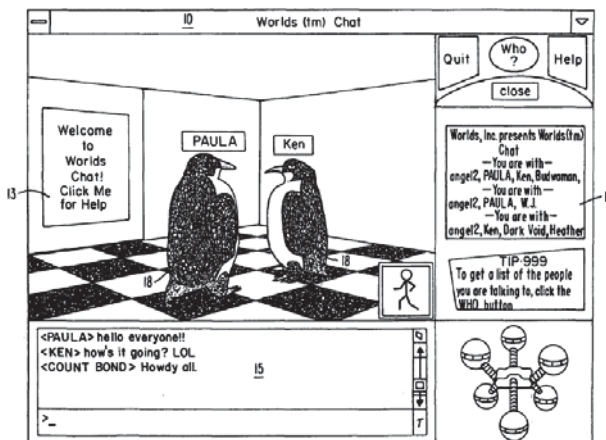 10
Worlds (tm) Chat
Quit
Who
?
Help
close
Welcome
to
Worlds
Chat!
Click Me
for Help
13
PAULA
Ken
18
18
Worlds, Inc. presents Worlds(tm)
Chat
—You are with—
angel2, PAULA, Ken, Budwoman,
—You are with—
angel2, PAULA, W.J.
—You are with—
angel2, Ken, Dark Void, Heather
TIP-999
To get a list of the people
you are talking to, click the
WHO button
<PAULA> hello everyone!!
<KEN> how's it going? LOL
<COUNT BOND> Howdy all.
15
>_
T